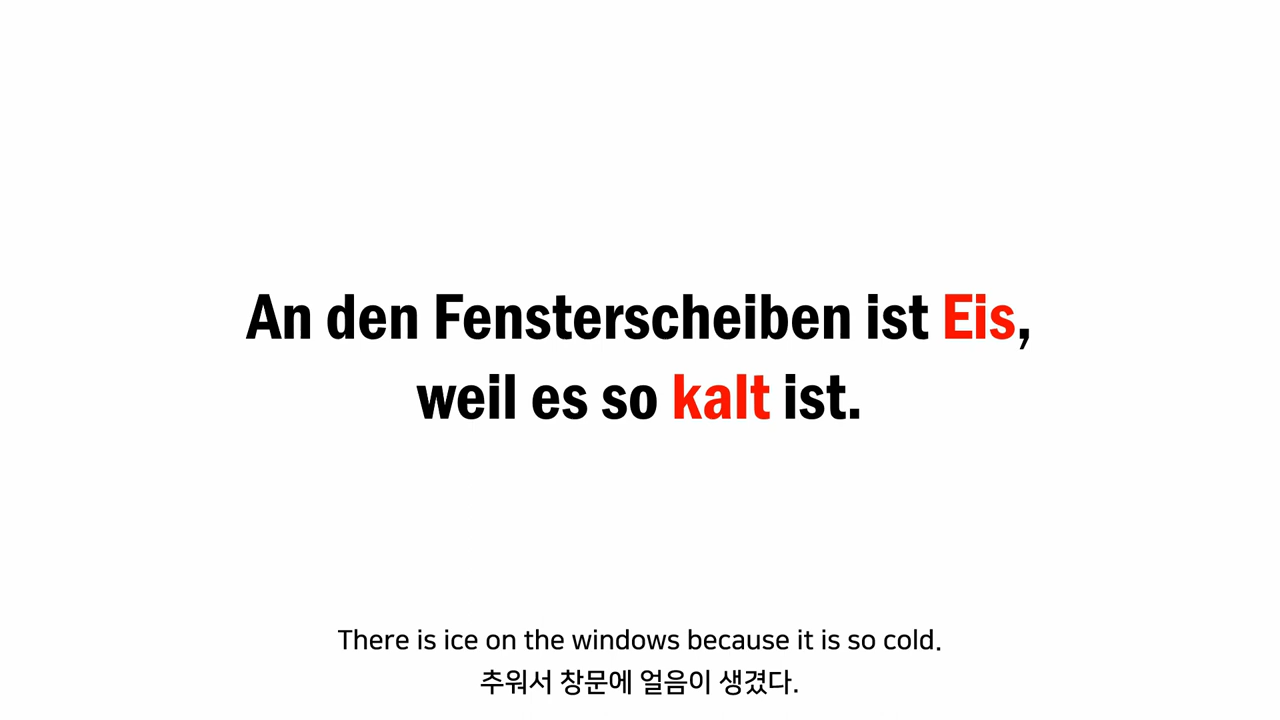 An den Fensterscheiben ist Eis,
weil es so kalt ist.
There is ice on the windows because it is so cold.
추워서 창문에 얼음이 생겼다.